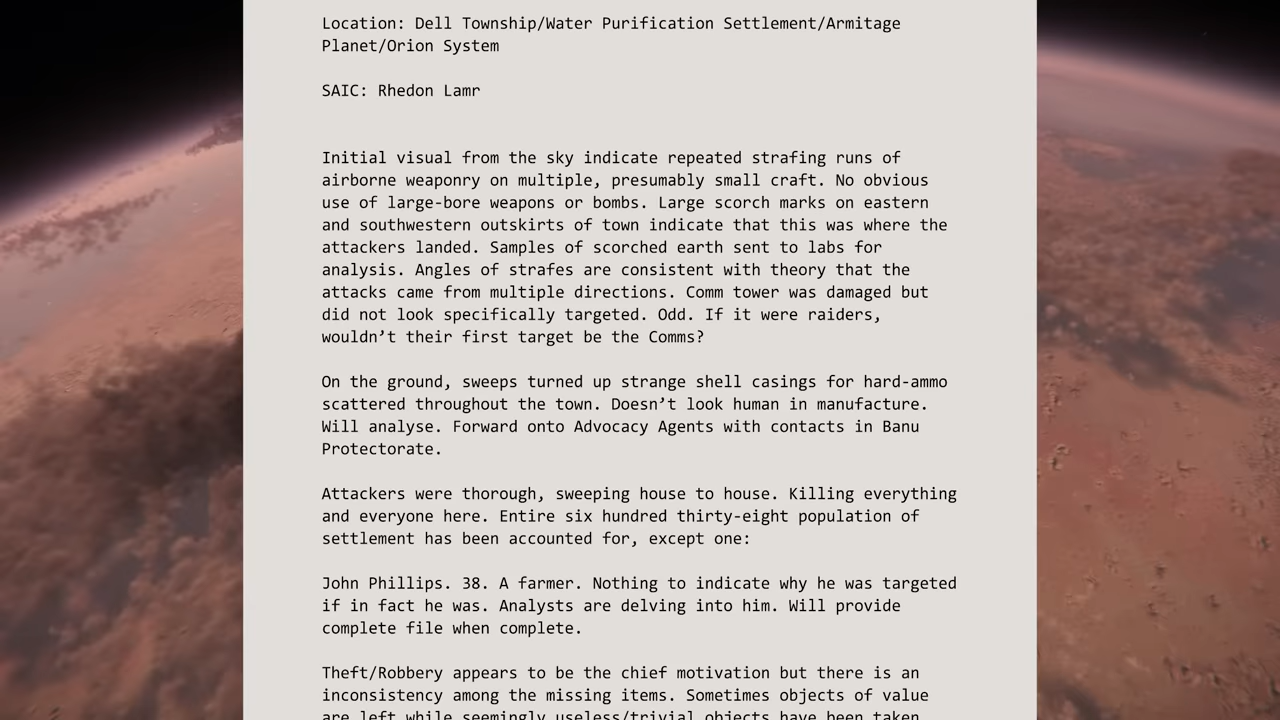 Location: Dell Township/Water Purification Settlement/Armitage
Planet/Orion System
SAIC: Rhedon Lamr
Initial visual from the sky indicate repeated strafing runs of
airborne weaponry on multiple, presumably small craft. No obvious
use of large-bore weapons or bombs. Large scorch marks on eastern
and southwestern outskirts of town indicate that this was where the
attackers landed. Samples of scorched earth sent to labs for
analysis. Angles of strafes are consistent with theory that the
attacks came from multiple directions. Comm tower was damaged but
did not look specifically targeted. Odd. If it were raiders,
wouldn’t their first target be the Comms?
On the ground, sweeps turned up strange shell casings for hard-ammo
scattered throughout the town. Doesn’t look human in manufacture.
Will analyse. Forward onto Advocacy Agents with contacts in Banu
Protectorate.
Attackers were thorough, sweeping house to house. Killing everything
and everyone here. Entire six hundred thirty-eight population of
settlement has been accounted for, except one:
John Phillips. 38. A farmer. Nothing to indicate why he was targeted
if in fact he was. Analysts are delving into him. Will provide
complete file when complete.
Theft/Robbery appears to be the chief motivation but there is an
inconsistency among the missing items. Sometimes objects of value
are left while seemingly useless/trivial objects have been taken